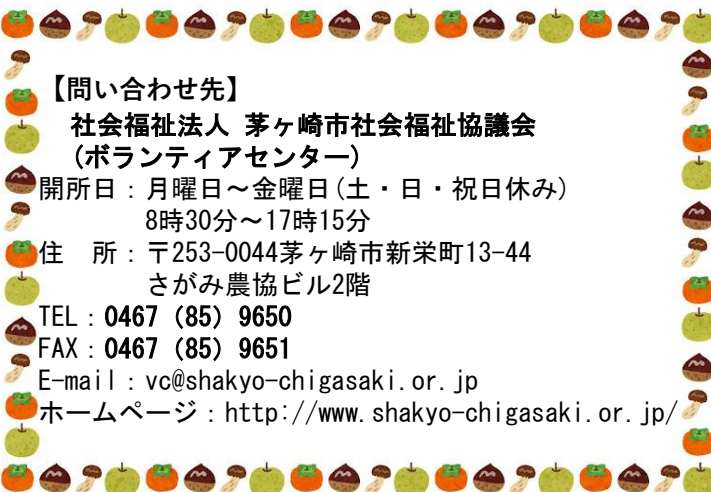 【問い合わせ先】
社会福祉法人 茅ヶ崎市社会福祉協議会
(ボランティアセンター)
開所日：月曜日～金曜日(土・日・祝日休み)
8時30分～17時15分
住　所：〒253-0044茅ヶ崎市新栄町13-44
さがみ農協ビル2階
TEL：0467 (85) 9650
FAX：0467 (85) 9651
E-mail：vc@shakyo-chigasaki.or.jp
ホームページ：http://www.shakyo-chigasaki.or.jp/